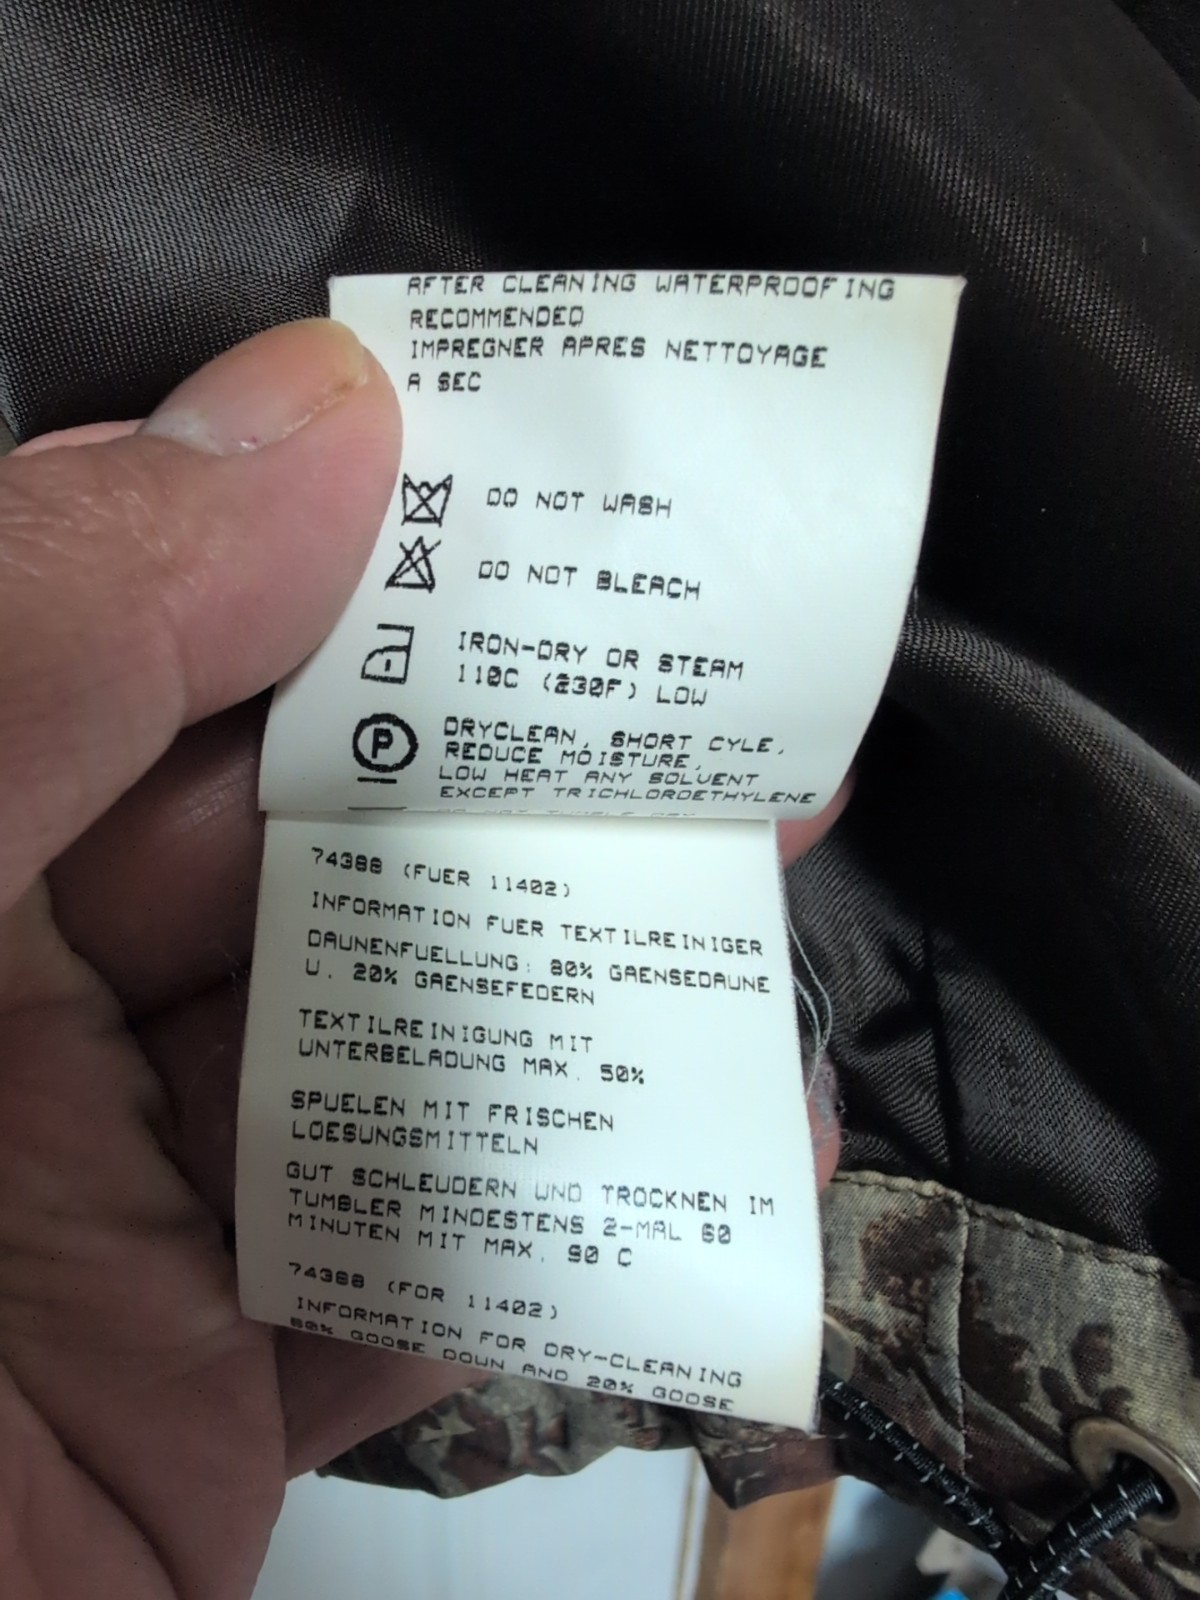 AFTER CLEANING WATERPROOFING
RECOMMENDED
IMPREGNER APRES NETTOYAGE
A SEC
DO NOT WASH
DO NOT BLEACH
IRON-DRY OR STEAM
110C (230F) LOW
P
DRYCLEAN, SHORT CYLE,
REDUCE MOISTURE,
LOW HEAT ANY SOLVENT
EXCEPT TRICHLOROETHYLENE
DO NOT TUMBLE DRY
74388 (FUER 11402)
INFORMATION FUER TEXTILREINIGER
DAUNENFUELLUNG: 80% GAENSEDAUNE
U. 20% GAENSEFEDERN
TEXTILREINIGUNG MIT
UNTERBELADUNG MAX. 50%
SPUELEN MIT FRISCHEN
LOESUNGSMITTELN
GUT SCHLEUDERN UND TROCKNEN IM
TUMBLER MINDESTENS 2-MAL 60
MINUTEN MIT MAX. 90 C
74388 (FOR 11402)
INFORMATION FOR DRY-CLEANING
80% GOOSE DOWN AND 20% GOOSE